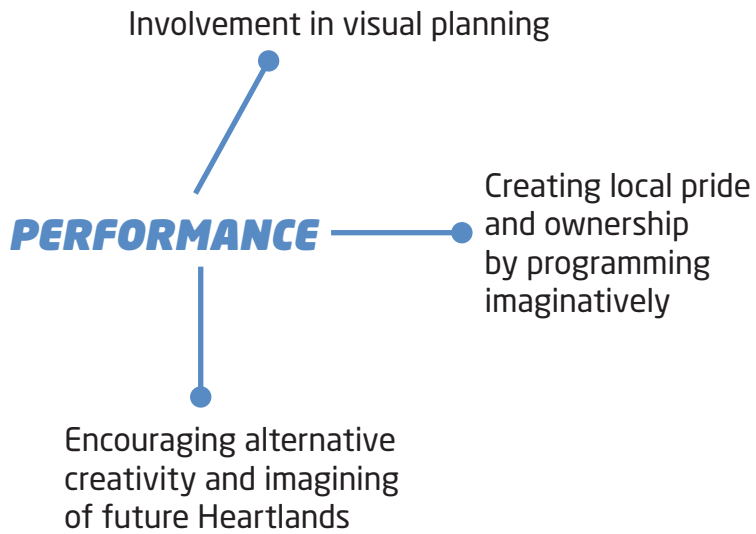 Involvement in visual planning
PERFORMANCE
Creating local pride
and ownership
by programming
imaginatively
Encouraging alternative
creativity and imagining
of future Heartlands